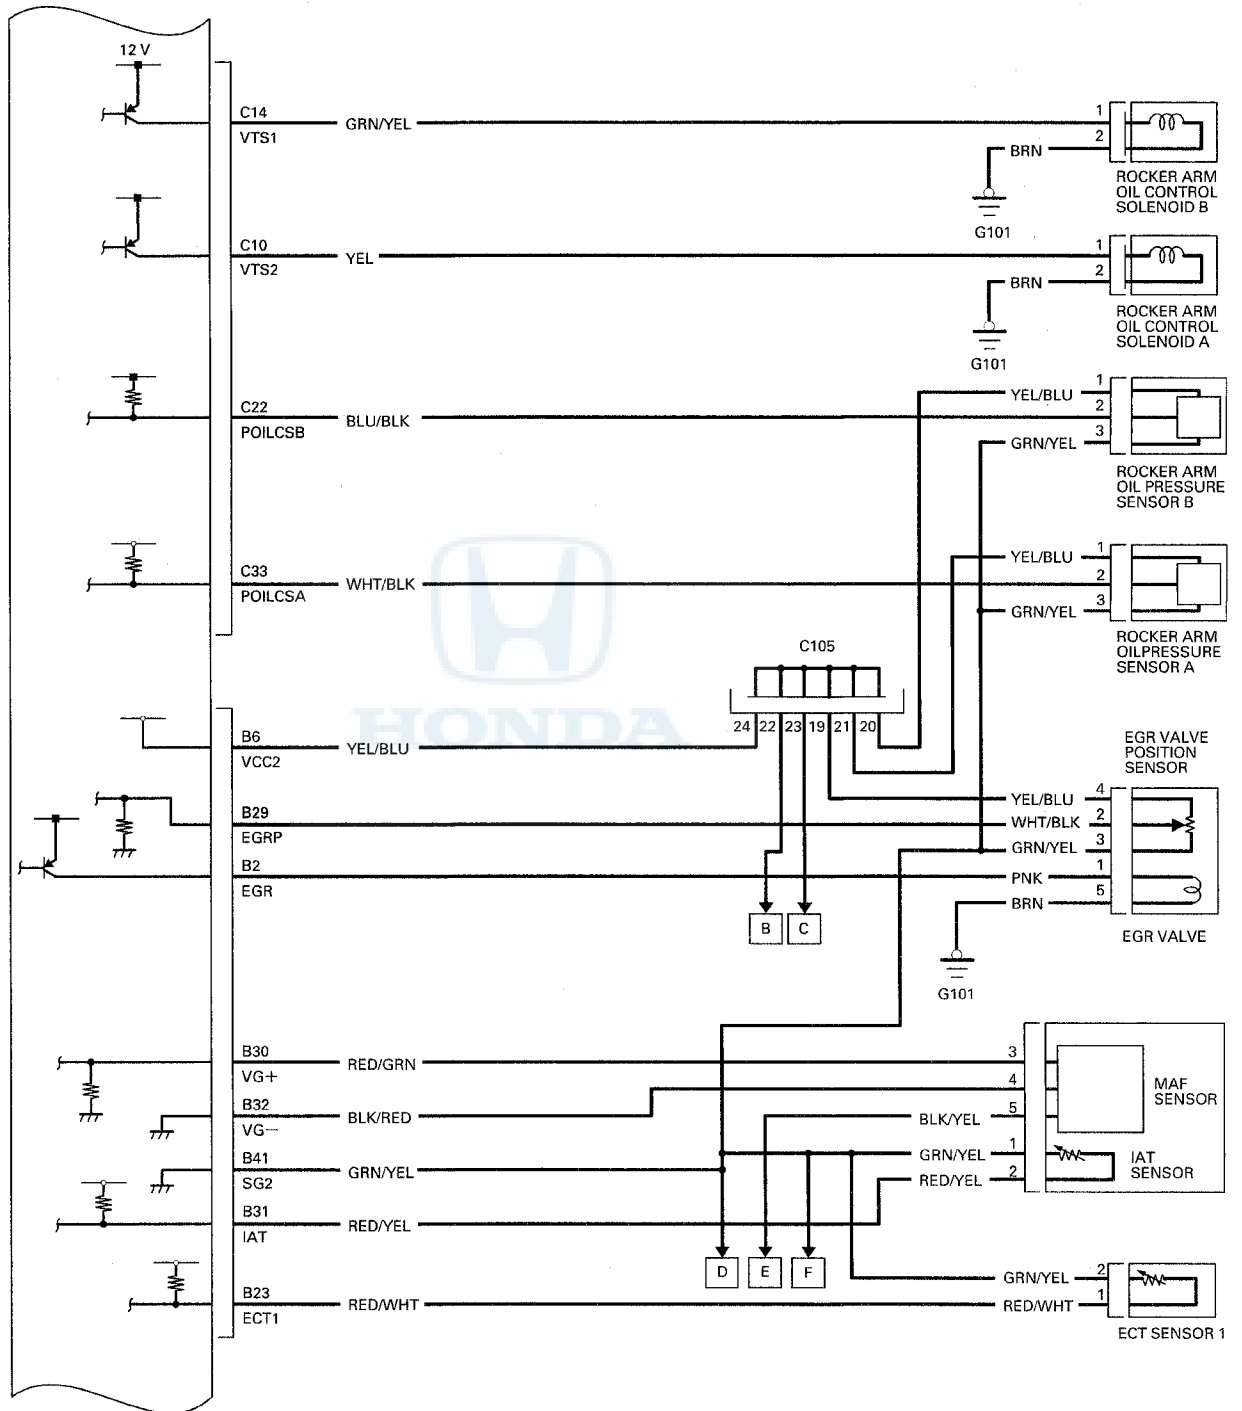 12 V
C14
VTS1
GRN/YEL
1
2
BRN
G101
ROCKER ARM
OIL CONTROL
SOLENOID B
C10
VTS2
YEL
1
2
BRN
G101
ROCKER ARM
OIL CONTROL
SOLENOID A
C22
POILCSB
BLU/BLK
YEL/BLU
1
2
GRN/YEL
3
ROCKER ARM
OIL PRESSURE
SENSOR B
C33
POILCSA
WHT/BLK
YEL/BLU
1
2
GRN/YEL
3
ROCKER ARM
OILPRESSURE
SENSOR A
HONDA
C105
24 22 23 19 21 20
B6
VCC2
YEL/BLU
EGR VALVE
POSITION
SENSOR
B29
EGRP
B2
EGR
YEL/BLU 4
WHT/BLK 2
GRN/YEL 3
PNK 1
BRN 5
EGR VALVE
G101
B C
B30
VG+
RED/GRN
3
B32
VG—
BLK/RED
4
BLK/YEL 5
MAF
SENSOR
B41
SG2
GRN/YEL
GRN/YEL 1
RED/YEL 2
IAT
SENSOR
B31
IAT
RED/YEL
D E F
B23
ECT1
RED/WHT
GRN/YEL 2
RED/WHT 1
ECT SENSOR 1